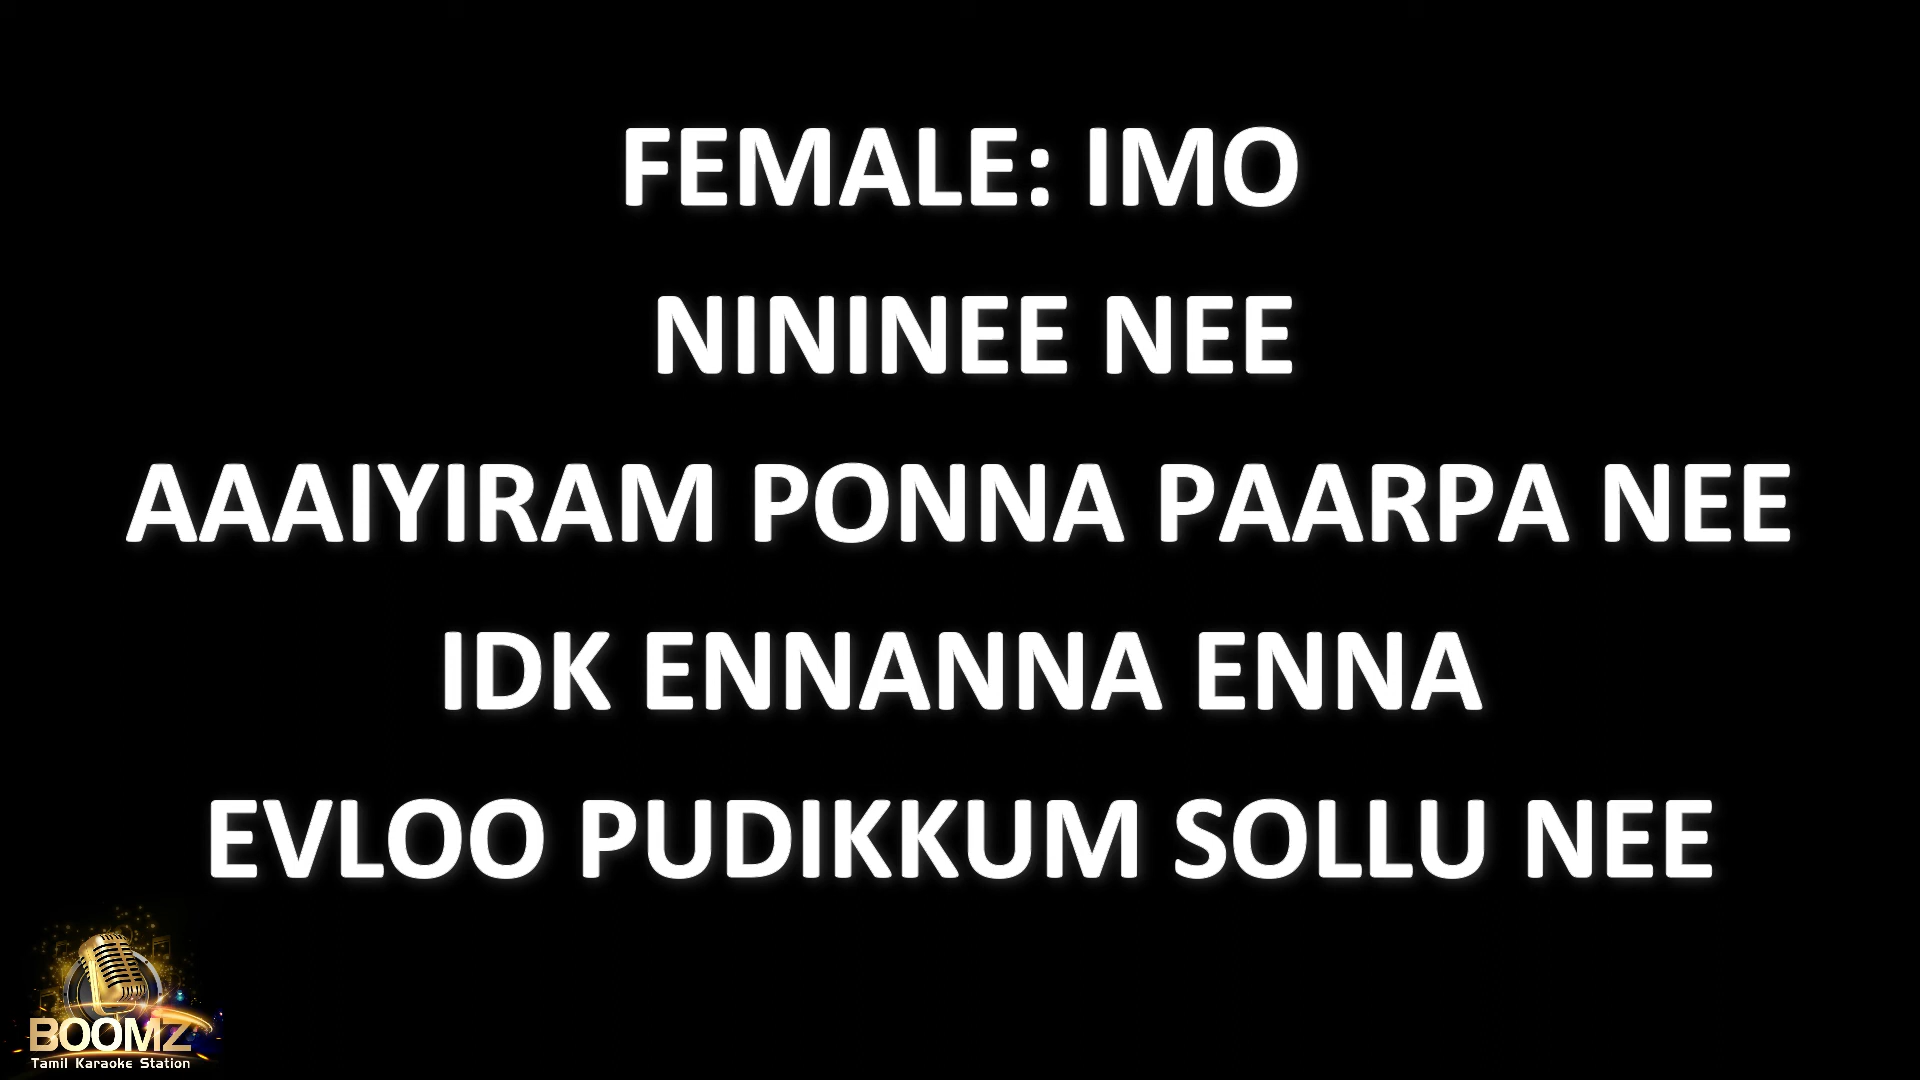 FEMALE: IMO
NININEE NEE
AAAIYIRAM PONNA PAARPA NEE
IDK ENNANNA ENNA
EVLOO PUDIKKUM SOLLU NEE
BOOMZ
Tamil Karaoke Station